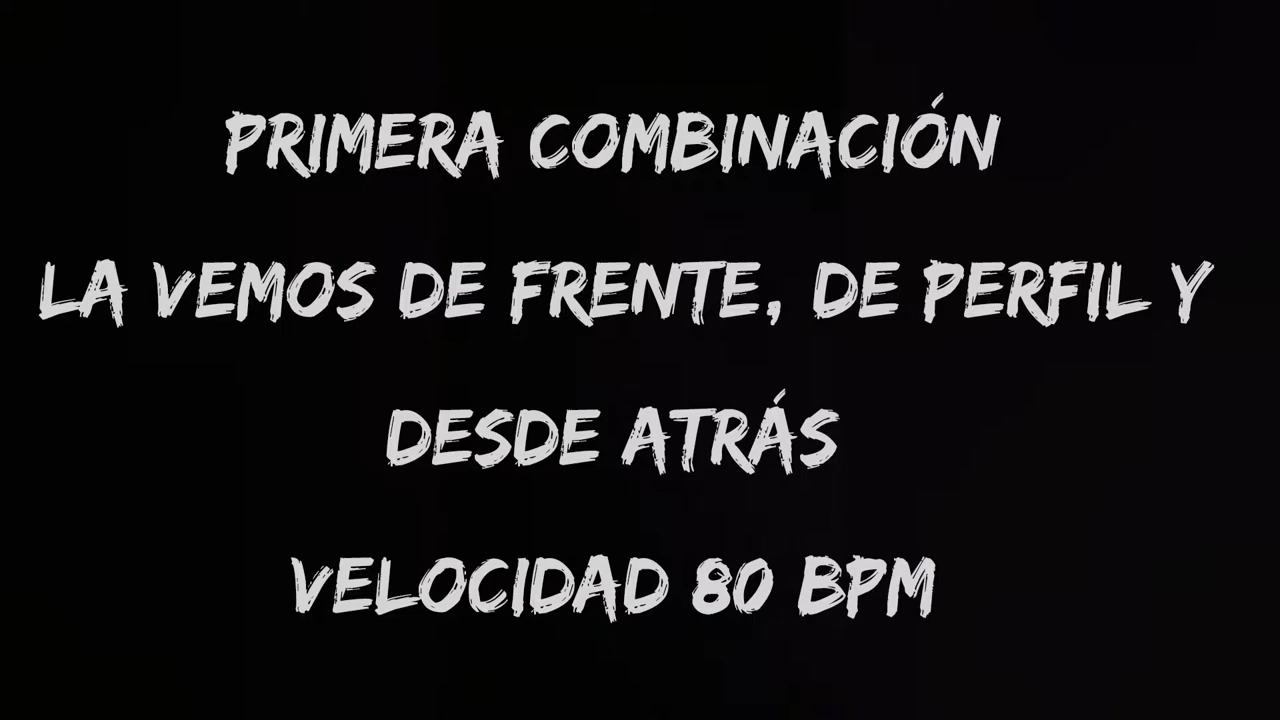 PRIMERA COMBINACIÓN
LA VEMOS DE FRENTE, DE PERFIL Y
DESDE ATRÁS
VELOCIDAD 80 BPM